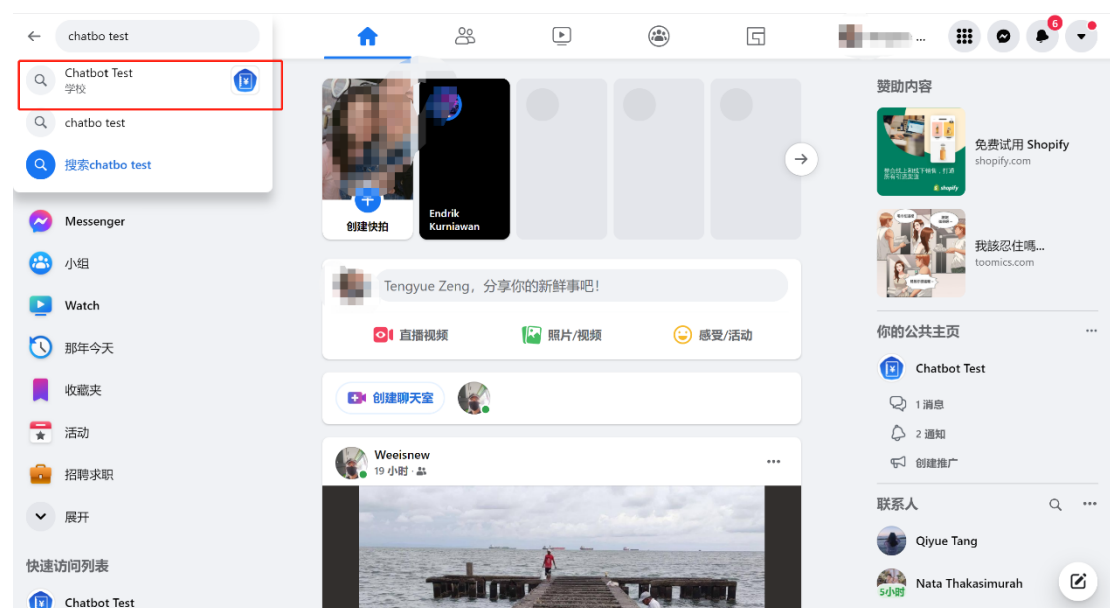 chatbo test
6
...
Chatbot Test
学校
chatbo test
搜索chatbo test
Messenger
小组
Watch
那年今天
收藏夹
活动
招聘求职
展开
快速访问列表
Chatbot Test
创建快拍
Endrik
Kurniawan
Tengyue Zeng，分享你的新鲜事吧！
直播视频
照片/视频
感受/活动
创建聊天室
Weeisnew
19 小时 ·
赞助内容
shopify
免费试用 Shopify
shopify.com
我該忍住嗎...
toomics.com
你的公共主页
Chatbot Test
1 消息
2 通知
创建推广
联系人
Qiyue Tang
Nata Thakasimurah
5小时